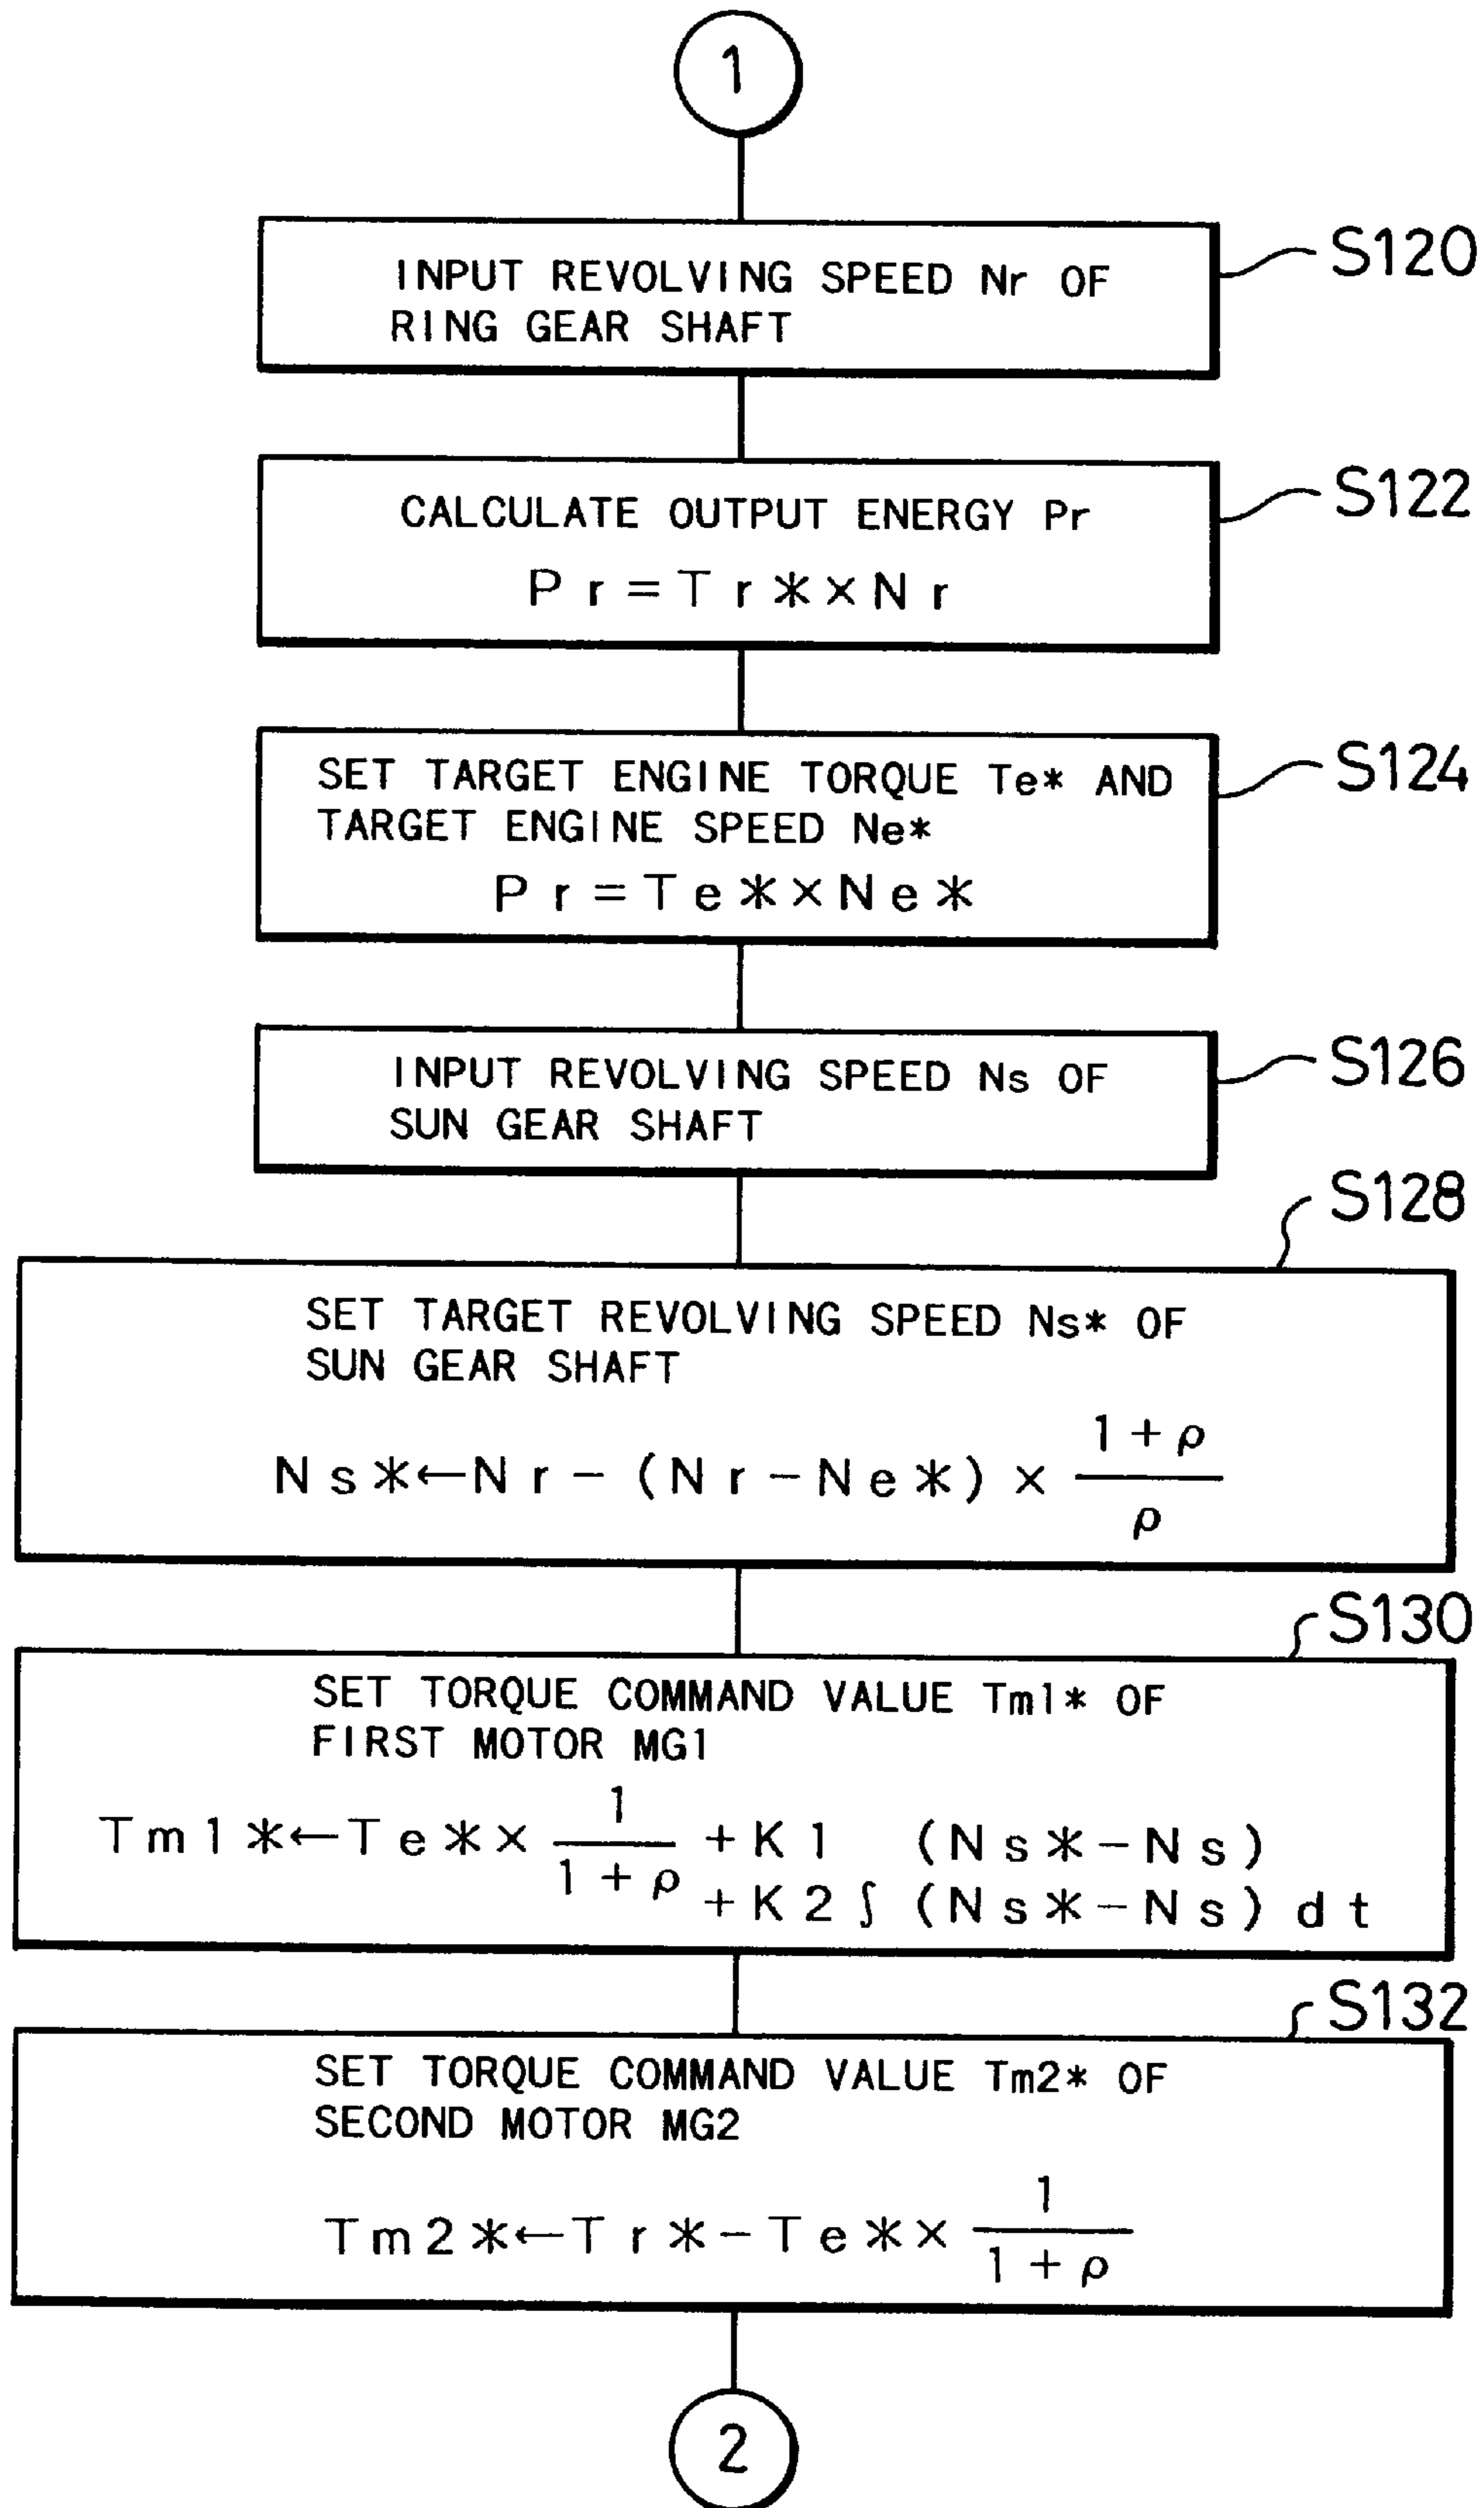 1
INPUT REVOLVING SPEED Nr OF
RING GEAR SHAFT
S120
CALCULATE OUTPUT ENERGY Pr
Pr=Tr*×Nr
S122
SET TARGET ENGINE TORQUE Te* AND
TARGET ENGINE SPEED Ne*
Pr=Te*×Ne*
S124
INPUT REVOLVING SPEED Ns OF
SUN GEAR SHAFT
S126
S128
SET TARGET REVOLVING SPEED Ns* OF
SUN GEAR SHAFT
Ns*←Nr-(Nr-Ne*)× (1+ρ)/ρ
S130
SET TORQUE COMMAND VALUE Tm1* OF
FIRST MOTOR MG1
Tm1*←Te*× 1/(1+ρ) +K1 (Ns*-Ns)
+K2∫(Ns*-Ns)dt
S132
SET TORQUE COMMAND VALUE Tm2* OF
SECOND MOTOR MG2
Tm2*←Tr*-Te*× 1/(1+ρ)
2